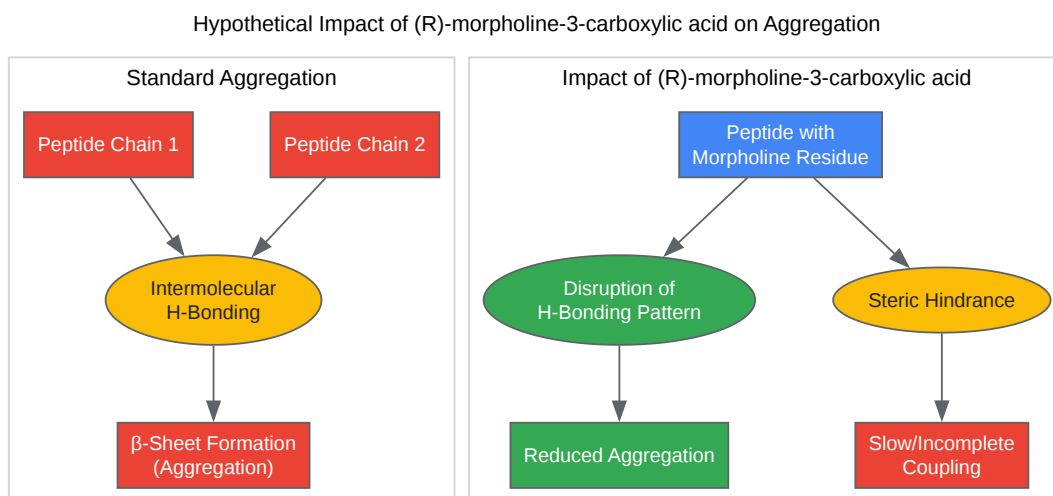 Hypothetical Impact of (R)-morpholine-3-carboxylic acid on Aggregation
Standard Aggregation
Peptide Chain 1
Peptide Chain 2
Intermolecular
H-Bonding
β-Sheet Formation
(Aggregation)
Impact of (R)-morpholine-3-carboxylic acid
Peptide with
Morpholine Residue
Disruption of
H-Bonding Pattern
Steric Hindrance
Reduced Aggregation
Slow/Incomplete
Coupling